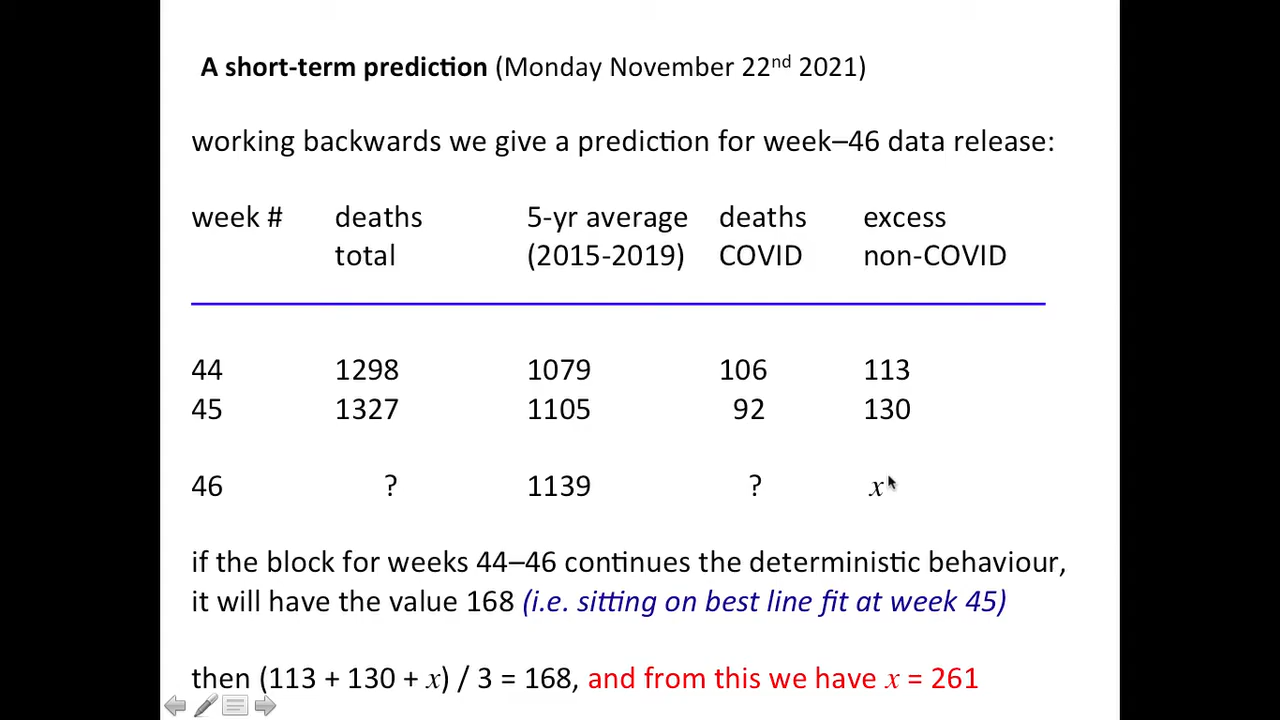 A short-term prediction (Monday November 22nd 2021)
working backwards we give a prediction for week–46 data release:
week # deaths 5-yr average deaths excess
total (2015-2019) COVID non-COVID
44 1298 1079 106 113
45 1327 1105 92 130
46 ? 1139 ? x
if the block for weeks 44–46 continues the deterministic behaviour,
it will have the value 168 (i.e. sitting on best line fit at week 45)
then (113 + 130 + x) / 3 = 168, and from this we have x = 261